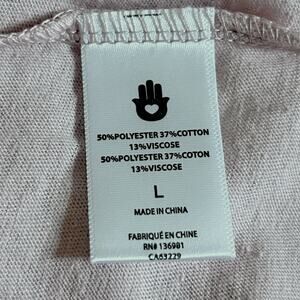 50%POLYESTER 37%COTTON
13%VISCOSE
50%POLYESTER 37%COTON
13%VISCOSE
L
MADE IN CHINA
FABRIQUÉ EN CHINE
RN# 136981
CA63229